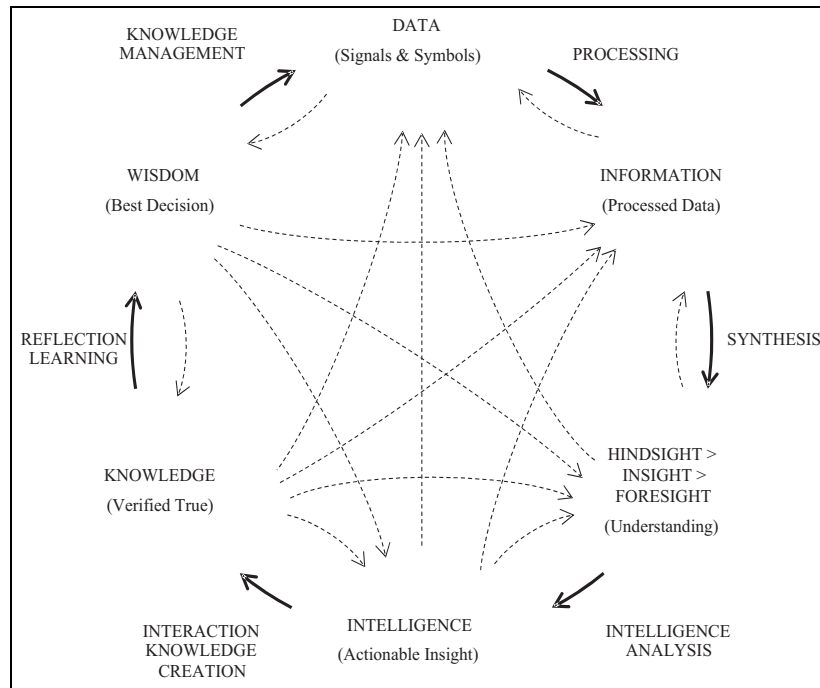 DATA
(Signals & Symbols)
KNOWLEDGE
MANAGEMENT
PROCESSING
WISDOM
(Best Decision)
INFORMATION
(Processed Data)
REFLECTION
LEARNING
SYNTHESIS
KNOWLEDGE
(Verified True)
HINDSIGHT >
INSIGHT >
FORESIGHT
(Understanding)
INTERACTION
KNOWLEDGE
CREATION
INTELLIGENCE
(Actionable Insight)
INTELLIGENCE
ANALYSIS